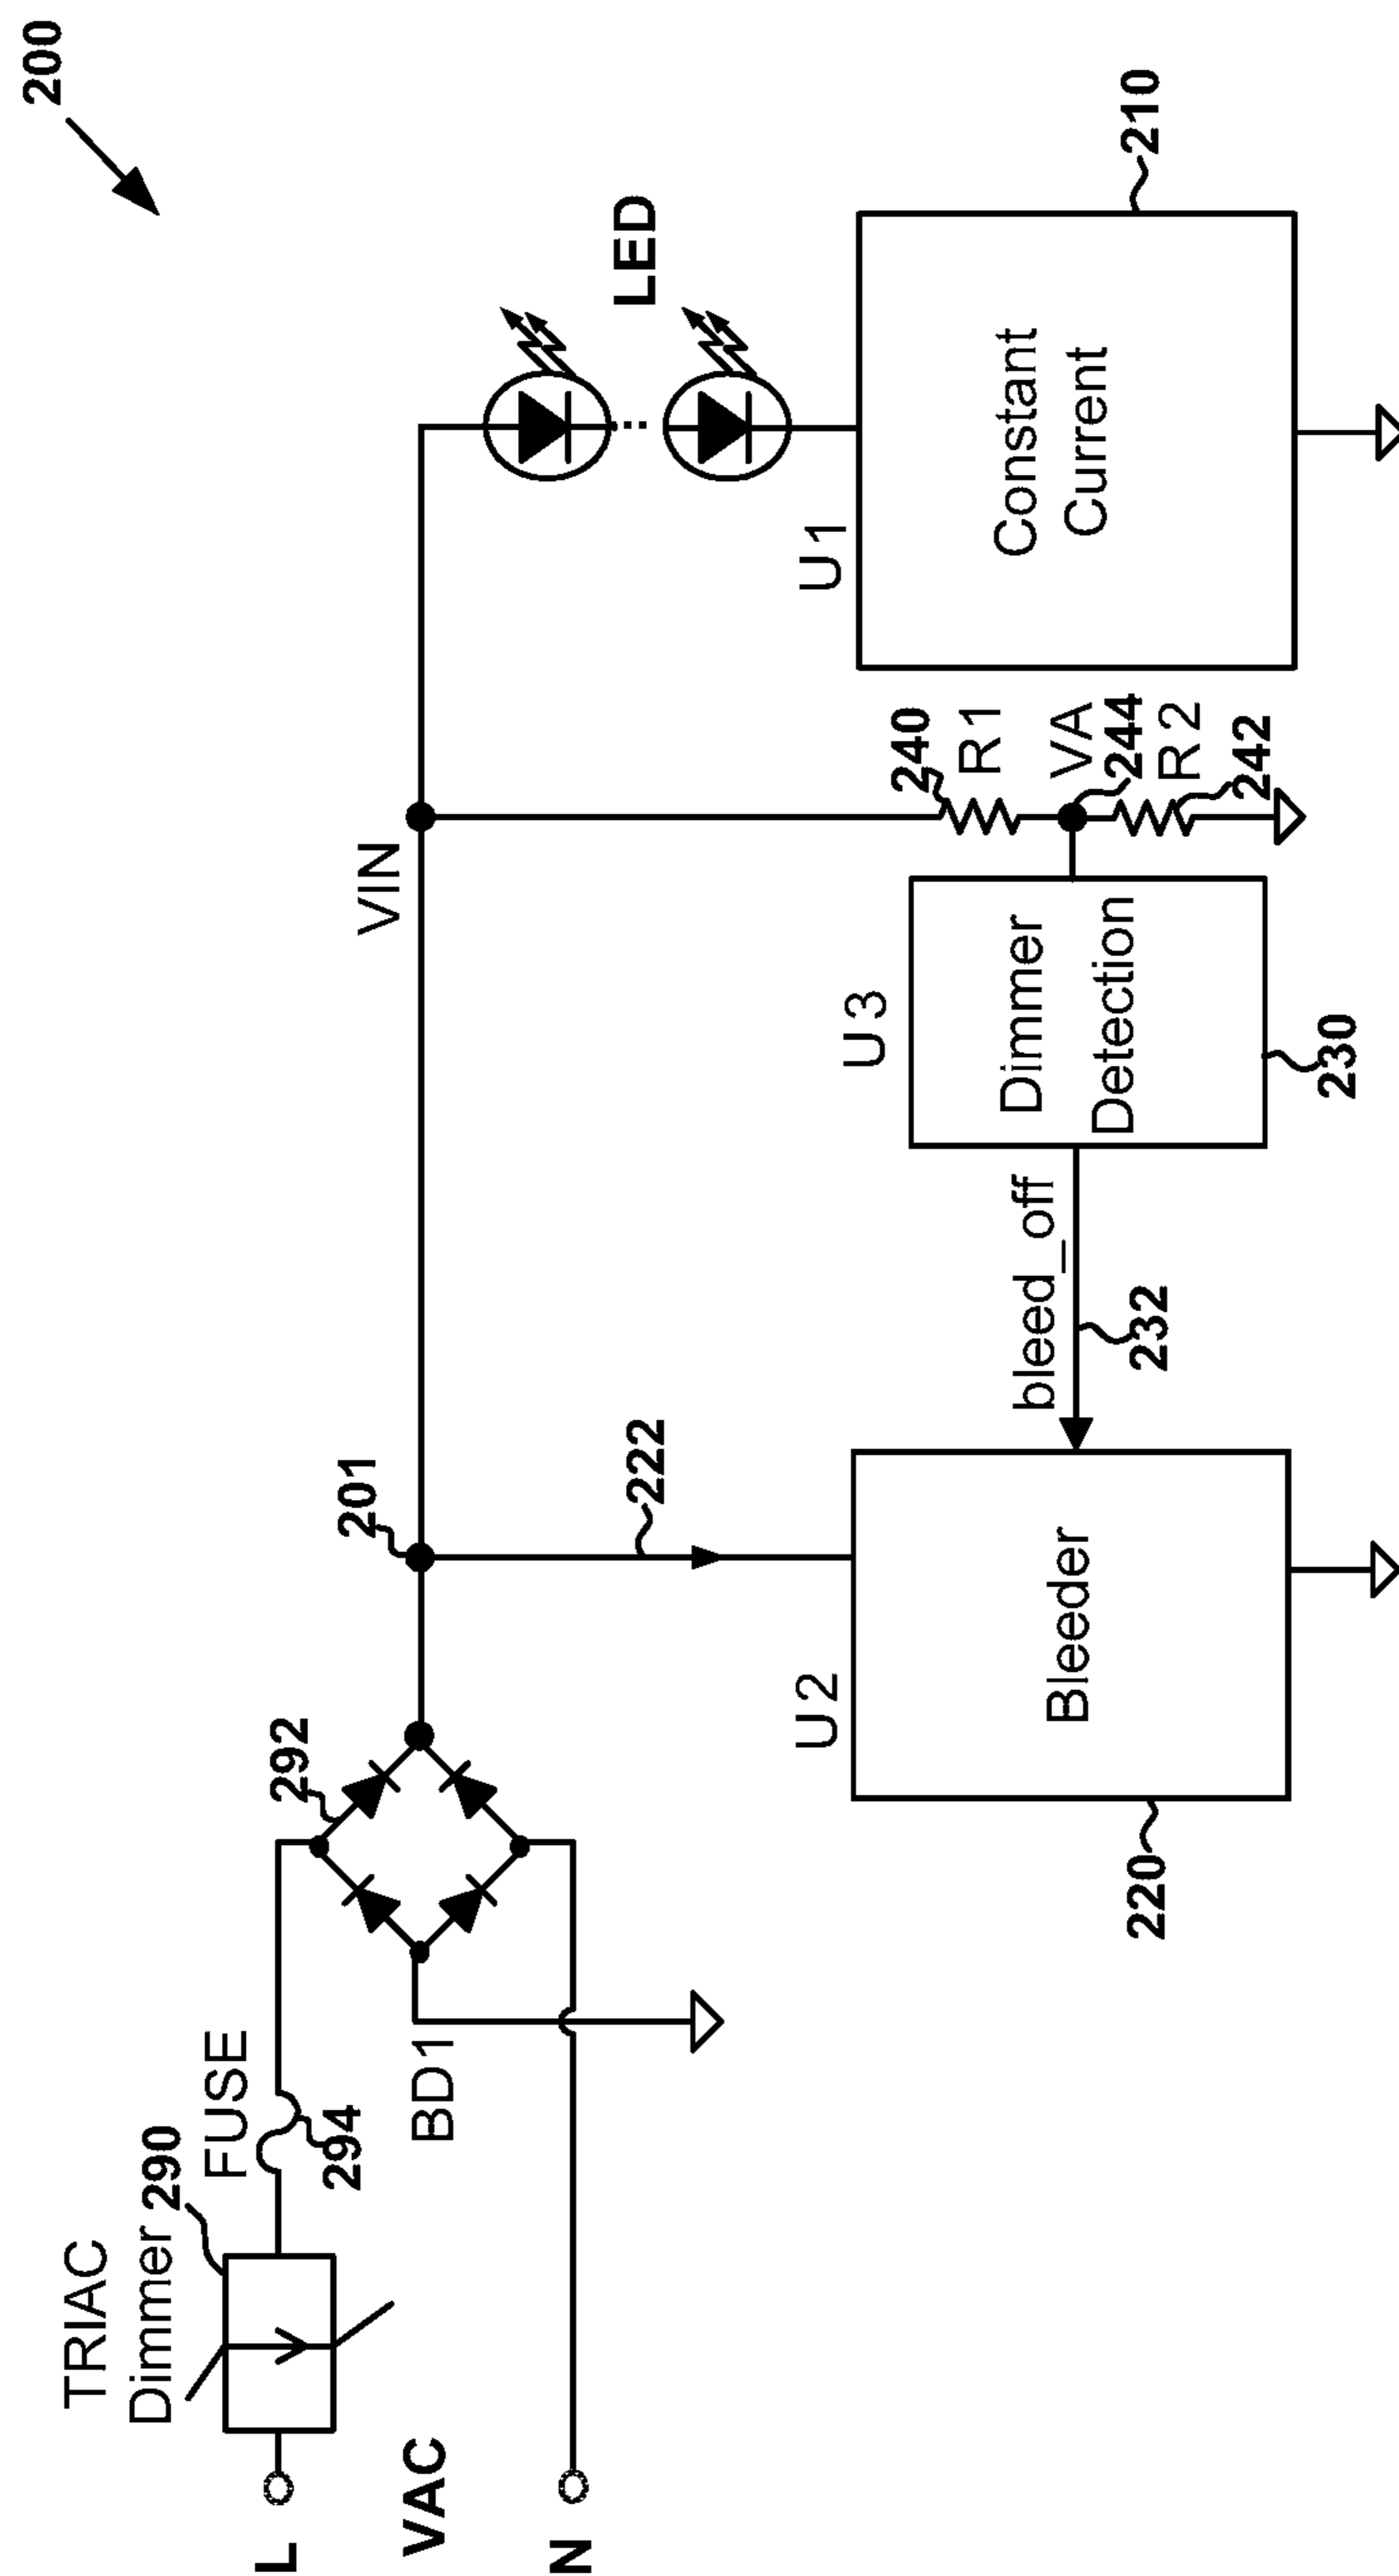 200
TRIAC
Dimmer 290
FUSE
294
292
201
VIN
LED
L
VAC
N
BD1
222
U2
Bleeder
220
bleed_off
232
U3
Dimmer
Detection
230
240
R1
VA
244
R2
242
U1
Constant
Current
210